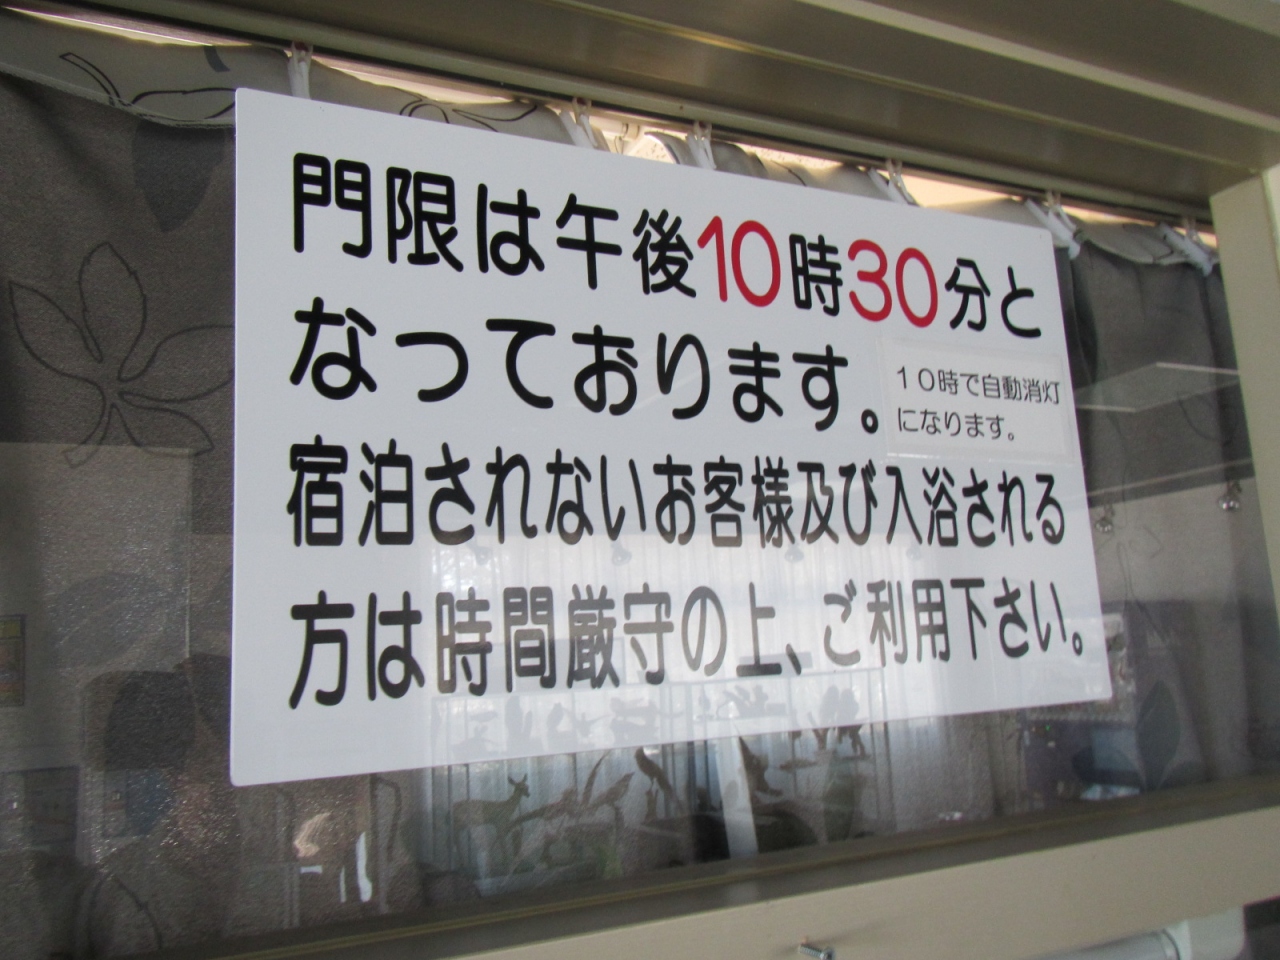 門限は午後10時30分と
なっております。
10時で自動消灯
になります。
宿泊されないお客様及び入浴される
方は時間厳守の上、ご利用下さい。